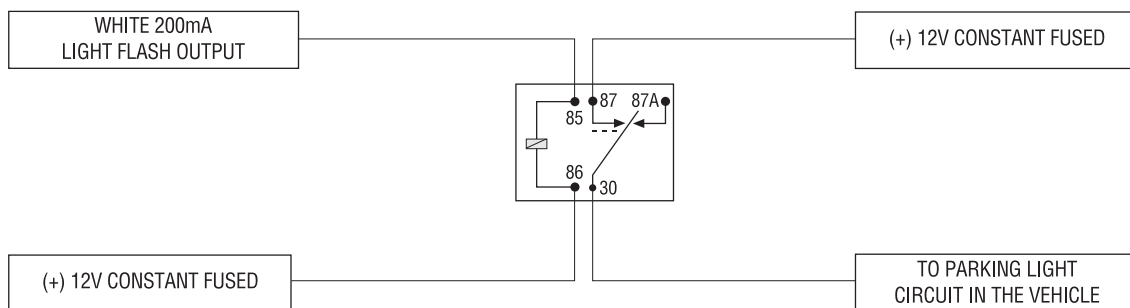 WHITE 200mA
LIGHT FLASH OUTPUT
(+) 12V CONSTANT FUSED
87 87A
85
86
30
(+) 12V CONSTANT FUSED
TO PARKING LIGHT
CIRCUIT IN THE VEHICLE